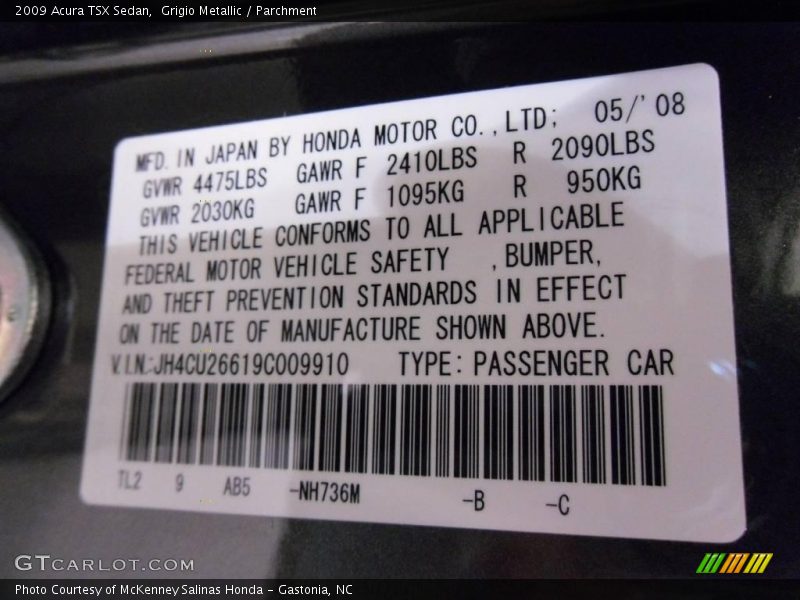 2009 Acura TSX Sedan,  Grigio Metallic / Parchment
MFD. IN JAPAN BY HONDA MOTOR CO., LTD; 05/'08
GVWR 4475LBS GAWR F 2410LBS R 2090LBS
GVWR 2030KG GAWR F 1095KG R 950KG
THIS VEHICLE CONFORMS TO ALL APPLICABLE
FEDERAL MOTOR VEHICLE SAFETY ,BUMPER,
AND THEFT PREVENTION STANDARDS IN EFFECT
ON THE DATE OF MANUFACTURE SHOWN ABOVE.
V.I.N.:JH4CU26619C009910 TYPE: PASSENGER CAR
TL2 9 AB5 -NH736M -B -C
GTCARLOT.COM
Photo Courtesy of McKenney Salinas Honda - Gastonia, NC